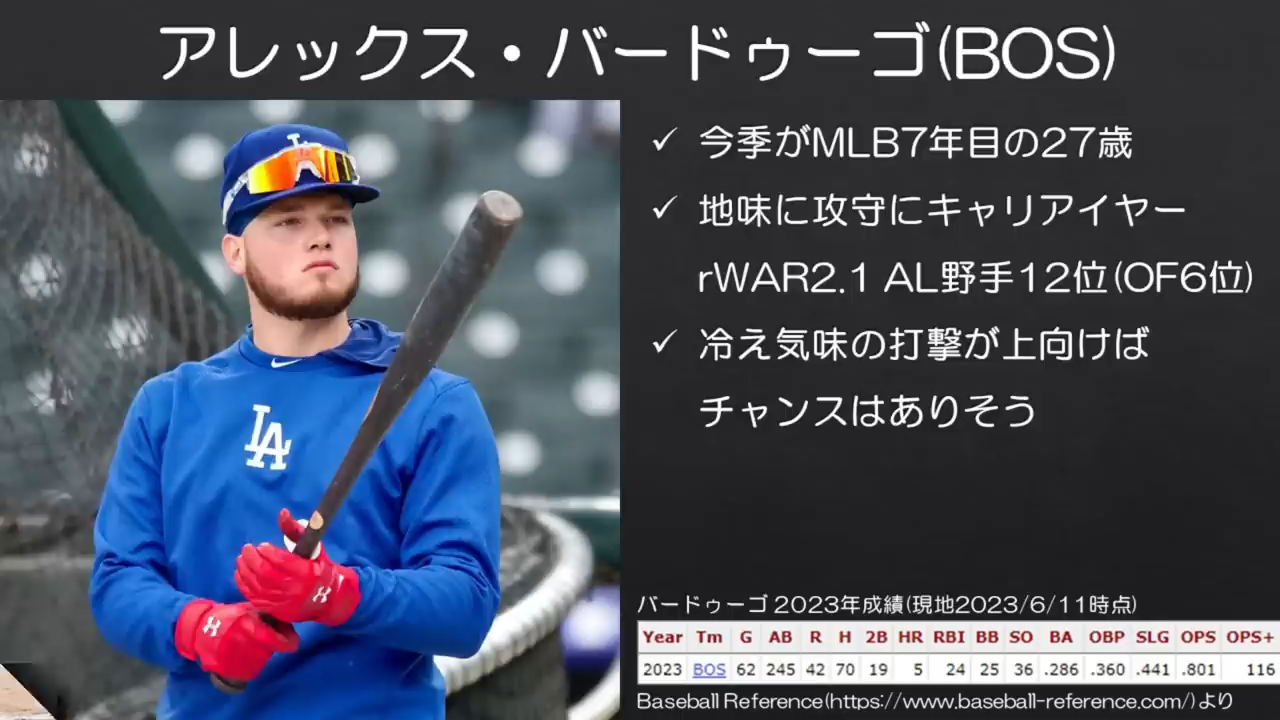 アレックス・バードゥーゴ(BOS)
✓ 今季がMLB7年目の27歳
✓ 地味に攻守にキャリアイヤー
rWAR2.1 AL野手12位(OF6位)
✓ 冷え気味の打撃が上向けば
チャンスはありそう
LA
LA
バードゥーゴ 2023年成績(現地2023/6/11時点)
Year Tm G AB R H 2B HR RBI BB SO BA OBP SLG OPS OPS+
2023 BOS 62 245 42 70 19 5 24 25 36 .286 .360 .441 .801 116
Baseball Reference(https://www.baseball-reference.com/)より